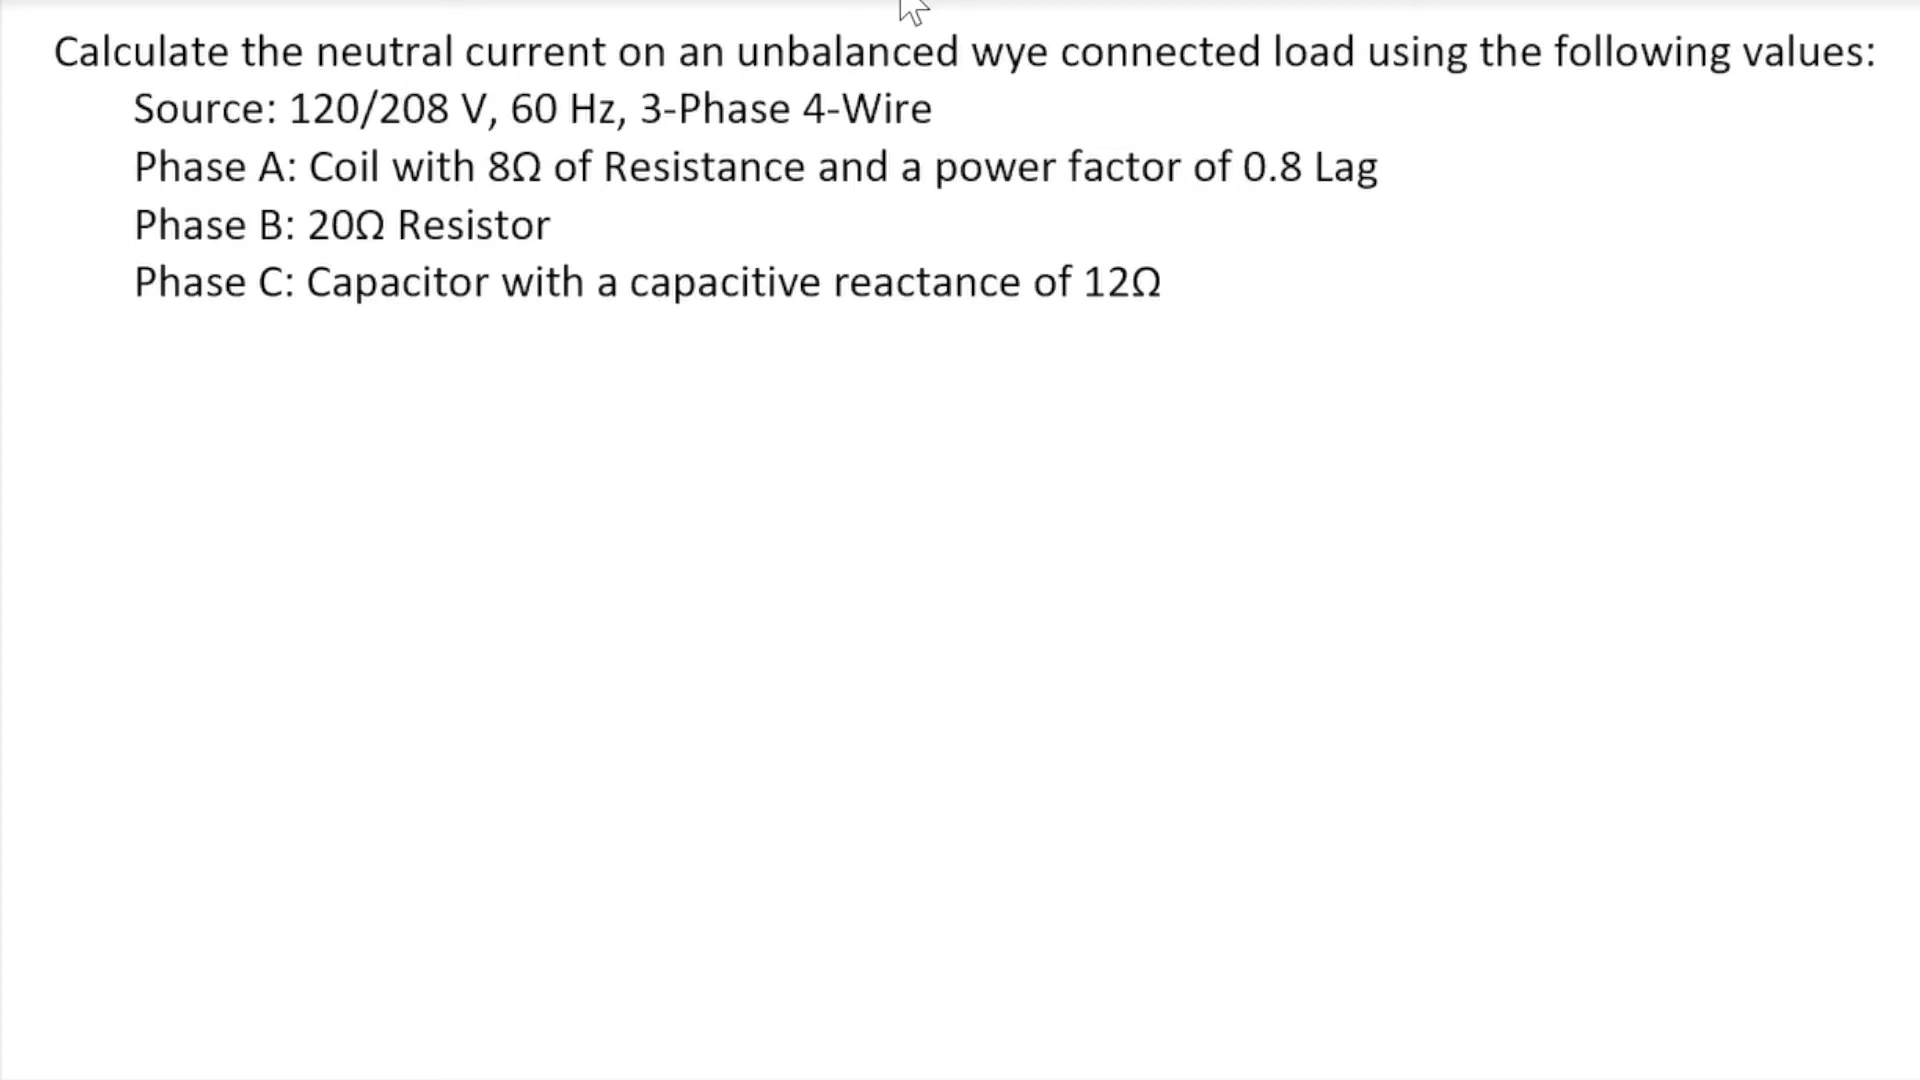 Calculate the neutral current on an unbalanced wye connected load using the following values:
Source: 120/208 V, 60 Hz, 3-Phase 4-Wire
Phase A: Coil with 8Ω of Resistance and a power factor of 0.8 Lag
Phase B: 20Ω Resistor
Phase C: Capacitor with a capacitive reactance of 12Ω